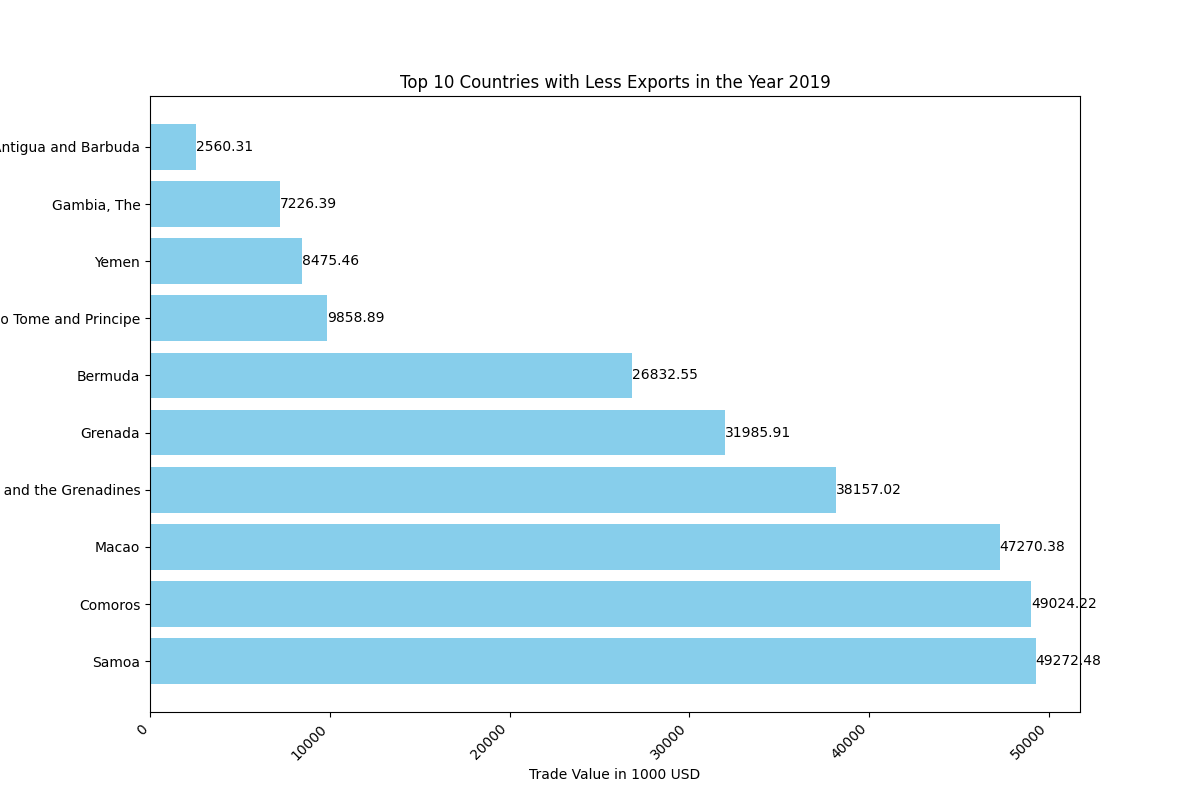 Top 10 Countries with Less Exports in the Year 2019
Antigua and Barbuda 2560.31
Gambia, The 7226.39
Yemen 8475.46
o Tome and Principe 9858.89
Bermuda 26832.55
Grenada 31985.91
and the Grenadines 38157.02
Macao 47270.38
Comoros 49024.22
Samoa 49272.48
0 10000 20000 30000 40000 50000
Trade Value in 1000 USD